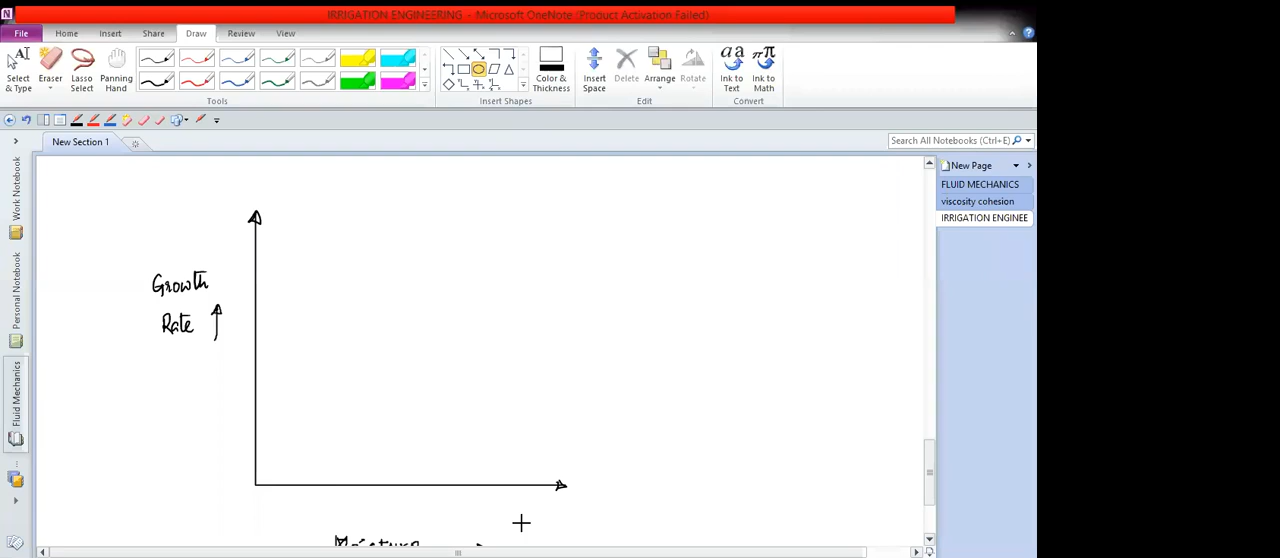 IRRIGATION ENGINEERING - Microsoft OneNote (Product Activation Failed)
File Home Insert Share Draw Review View
Select & Type
Eraser
Lasso Select
Panning Hand
Color & Thickness
Insert Space
Delete
Arrange
Rotate
Ink to Text
Ink to Math
Tools Insert Shapes Edit Convert
New Section 1
Search All Notebooks (Ctrl+E)
Work Notebook
Personal Notebook
Fluid Mechanics
New Page
FLUID MECHANICS
viscosity cohesion
IRRIGATION ENGINEE
Growth
Rate
Moisture